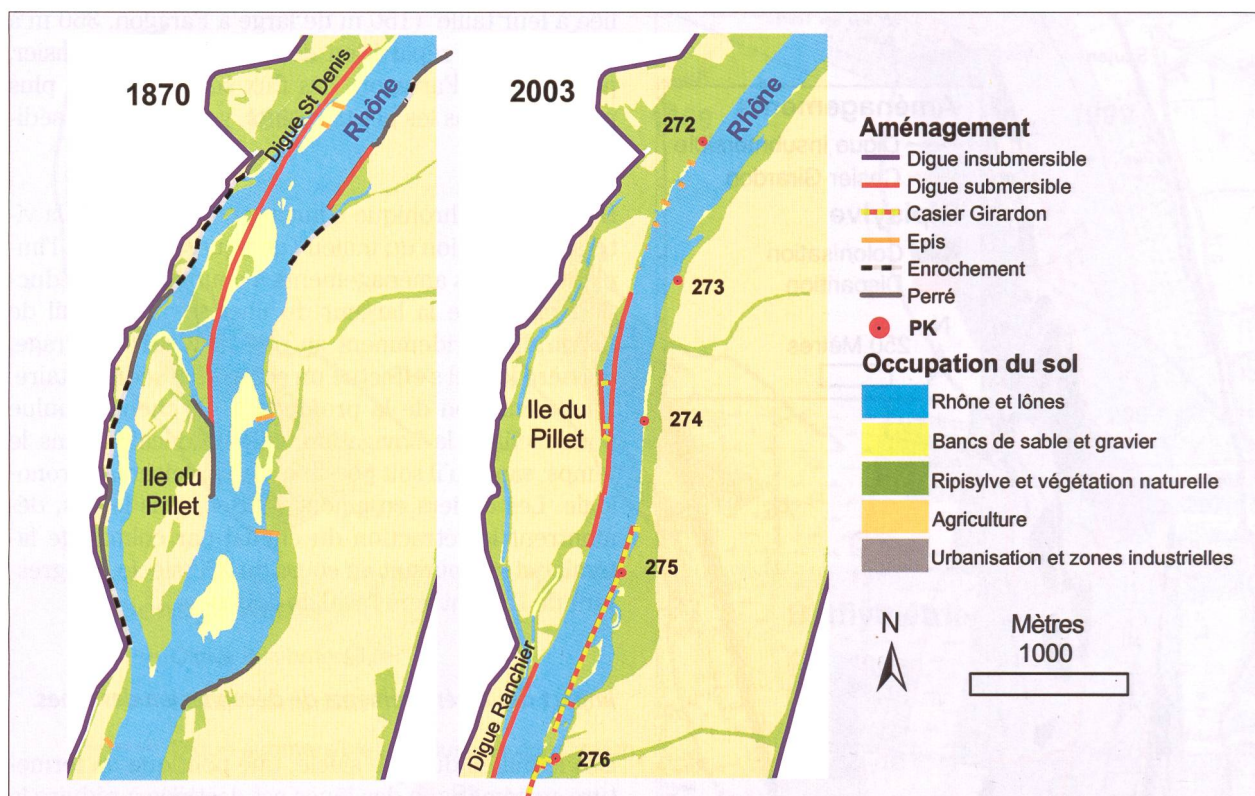 1870
Digue St Denis
Rhône
Ile du
Pillet
2003
Rhône
272
273
274
275
276
Ile du
Pillet
Digue Ranchier
Aménagement
Digue insubmersible
Digue submersible
Casier Girardon
Epis
Enrochement
Perré
PK
Occupation du sol
Rhône et lônes
Bancs de sable et gravier
Ripisylve et végétation naturelle
Agriculture
Urbanisation et zones industrielles
N
Mètres
1000